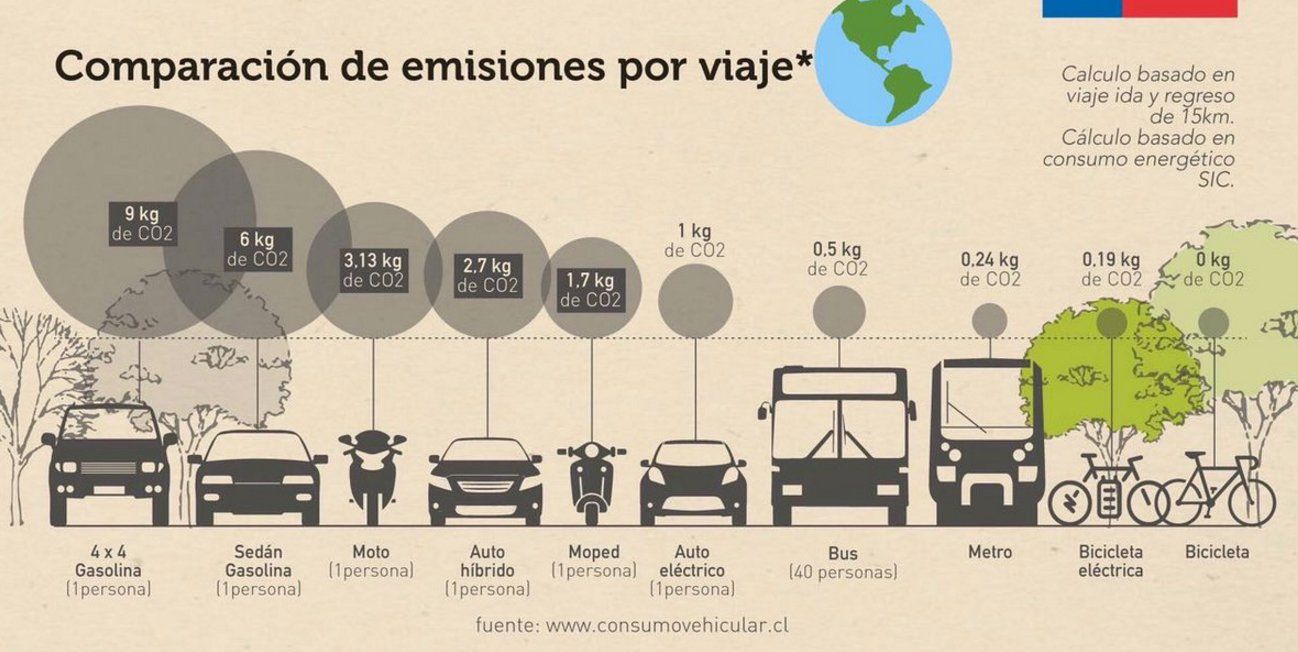 Comparación de emisiones por viaje*
Calculo basado en
viaje ida y regreso
de 15km.
Cálculo basado en
consumo energético
SIC.
9 kg
de CO2
6 kg
de CO2
3,13 kg
de CO2
2,7 kg
de CO2
1,7 kg
de CO2
1 kg
de CO2
0,5 kg
de CO2
0,24 kg
de CO2
0,19 kg
de CO2
0 kg
de CO2
4 x 4
Gasolina
(1persona)
Sedán
Gasolina
(1persona)
Moto
(1persona)
Auto
híbrido
(1persona)
Moped
(1persona)
Auto
eléctrico
(1persona)
Bus
(40 personas)
Metro
Bicicleta
eléctrica
Bicicleta
fuente: www.consumovehicular.cl